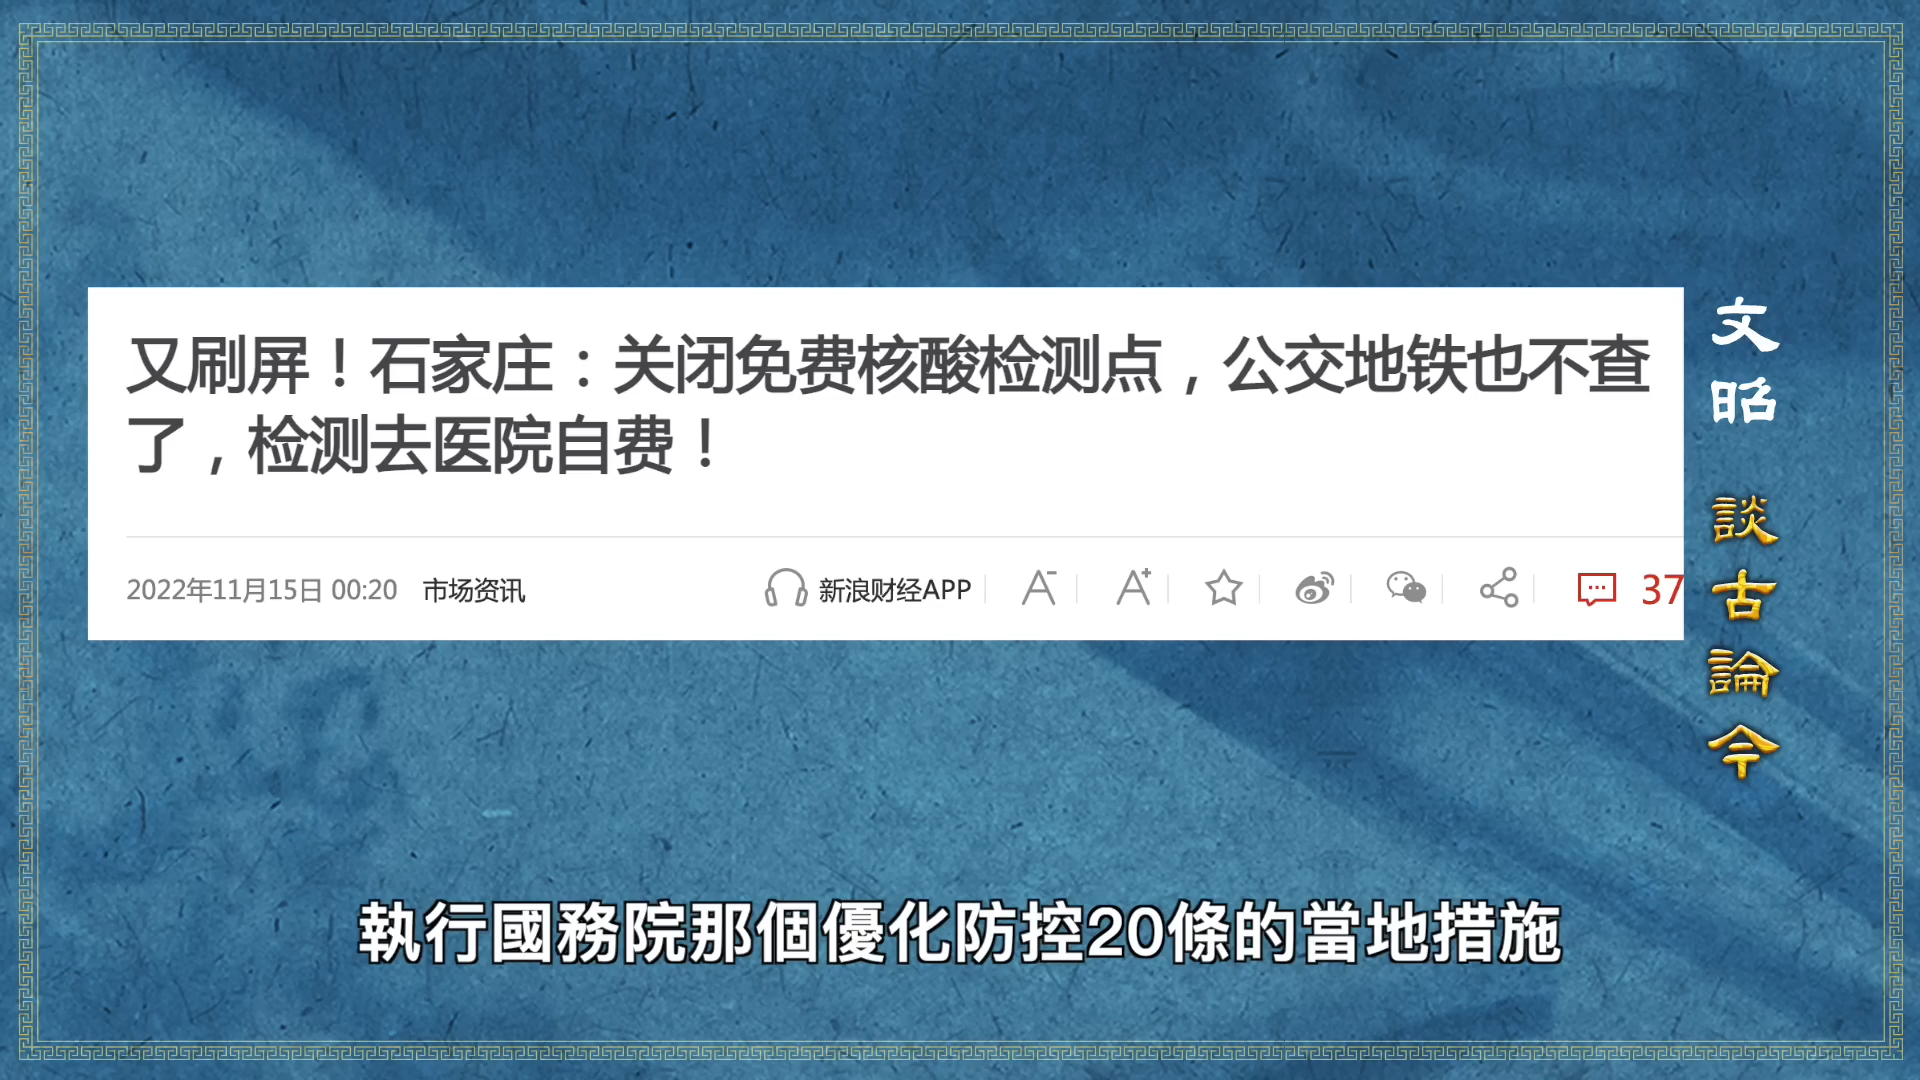 又刷屏！石家庄：关闭免费核酸检测点，公交地铁也不查
了，检测去医院自费！
2022年11月15日 00:20 市场资讯 新浪财经APP A- A+ 37
文昭
談古論今
執行國務院那個優化防控20條的當地措施